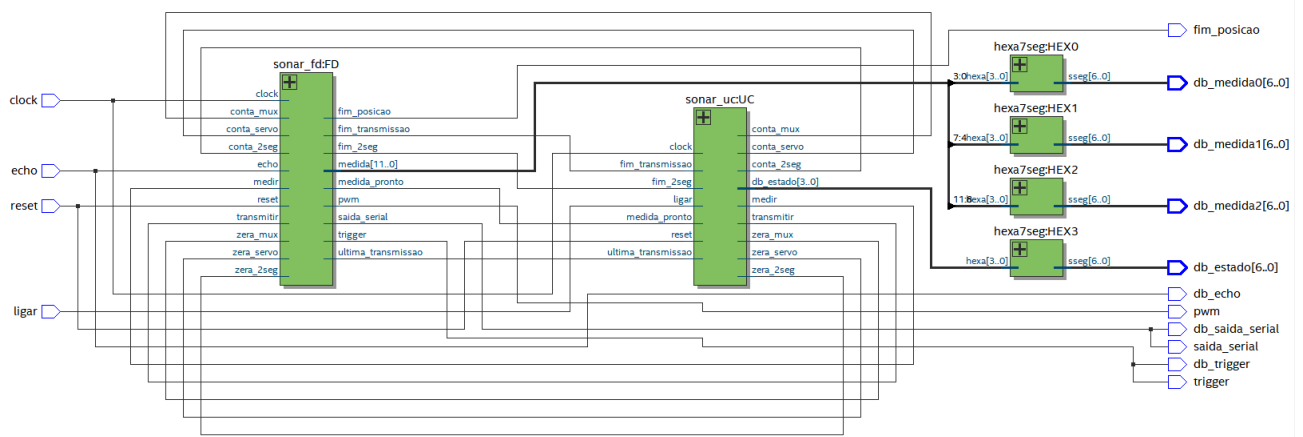 clock
echo
reset
ligar
sonar_fd:FD
clock
conta_mux
conta_servo
conta_2seg
echo
medir
reset
transmitir
zera_mux
zera_servo
zera_2seg
fim_posicao
fim_transmissao
fim_2seg
medida[11..0]
medida_pronto
pwm
saida_serial
trigger
ultima_transmissao
sonar_uc:UC
clock
fim_transmissao
fim_2seg
ligar
medida_pronto
reset
ultima_transmissao
conta_mux
conta_servo
conta_2seg
db_estado[3..0]
medir
transmitir
zera_mux
zera_servo
zera_2seg
hexa7seg:HEX0
3:0 hexa[3..0] sseg[6..0]
hexa7seg:HEX1
7:4 hexa[3..0] sseg[6..0]
hexa7seg:HEX2
11:8 hexa[3..0] sseg[6..0]
hexa7seg:HEX3
hexa[3..0] sseg[6..0]
fim_posicao
db_medida0[6..0]
db_medida1[6..0]
db_medida2[6..0]
db_estado[6..0]
db_echo
pwm
db_saida_serial
saida_serial
db_trigger
trigger